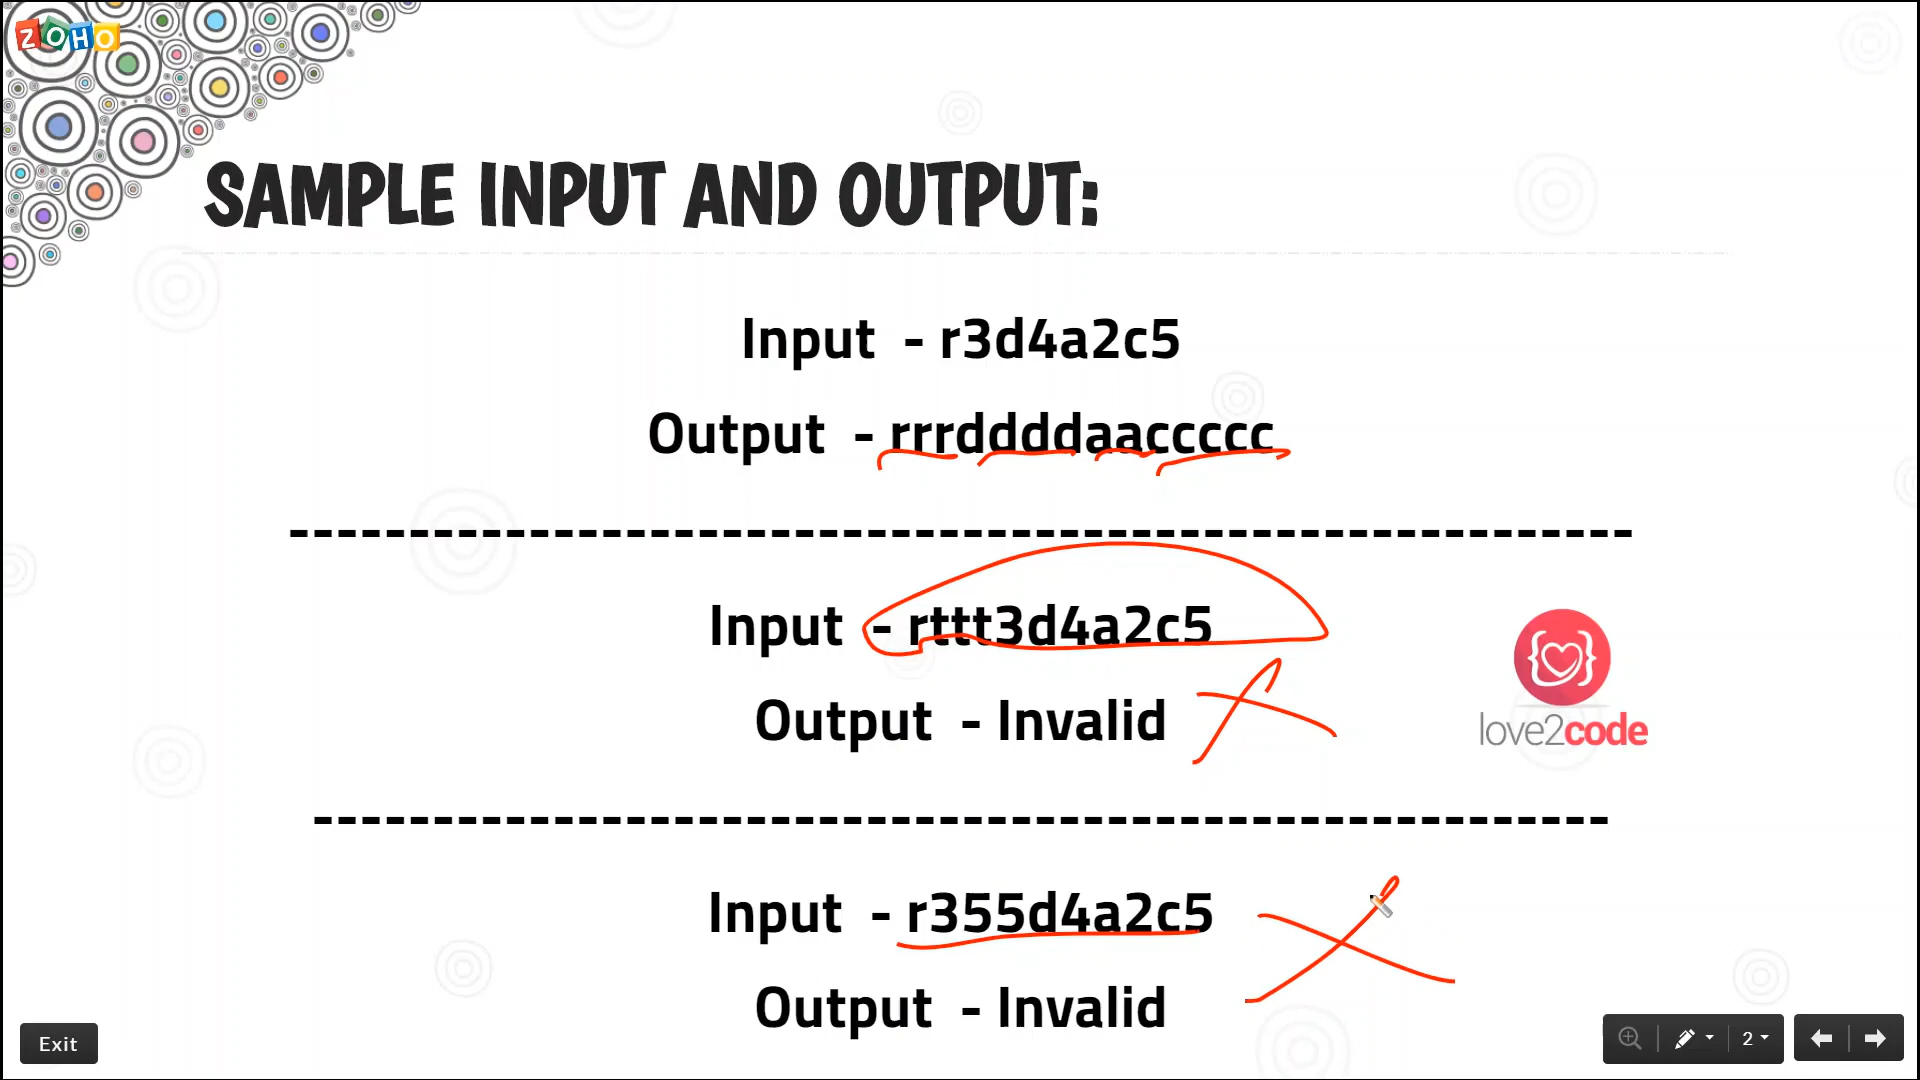 ZOHO
SAMPLE INPUT AND OUTPUT:
Input - r3d4a2c5
Output - rrrddddaaccccc
--------------------------------------------------------
Input - rttt3d4a2c5
Output - Invalid
love2code
------------------------------------------------------
Input - r355d4a2c5
Output - Invalid
Exit
2